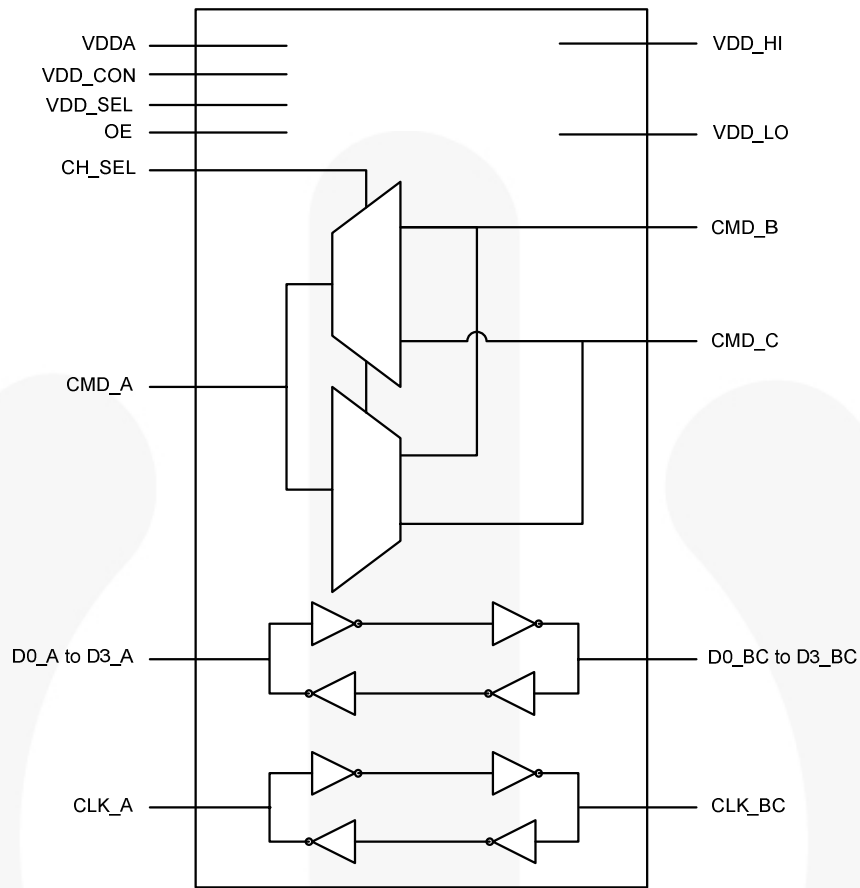 VDDA
VDD_CON
VDD_SEL
OE
CH_SEL
CMD_A
D0_A to D3_A
CLK_A
VDD_HI
VDD_LO
CMD_B
CMD_C
D0_BC to D3_BC
CLK_BC